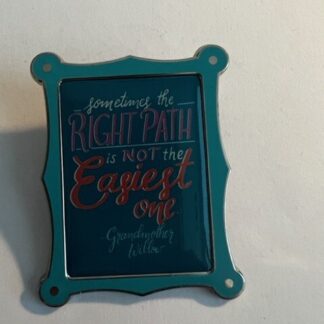 sometimes the
RIGHT PATH
is NOT the
Easiest
one
-Grandmother
Willow